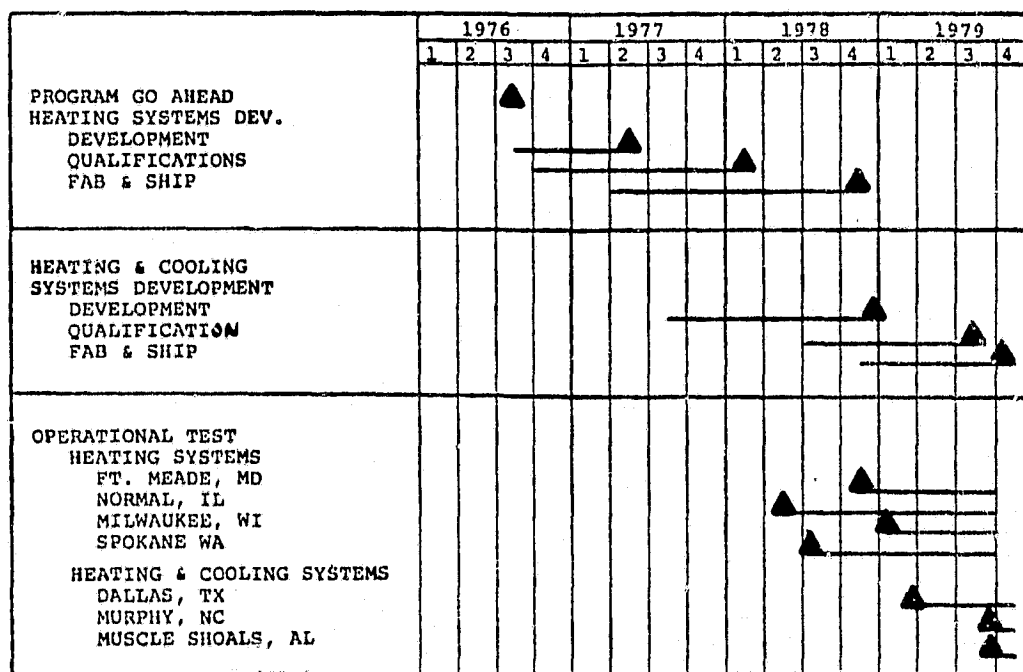 1976 1977 1978 1979
1 2 3 4 1 2 3 4 1 2 3 4 1 2 3 4
PROGRAM GO AHEAD
HEATING SYSTEMS DEV.
DEVELOPMENT
QUALIFICATIONS
FAB & SHIP
HEATING & COOLING
SYSTEMS DEVELOPMENT
DEVELOPMENT
QUALIFICATION
FAB & SHIP
OPERATIONAL TEST
HEATING SYSTEMS
FT. MEADE, MD
NORMAL, IL
MILWAUKEE, WI
SPOKANE WA
HEATING & COOLING SYSTEMS
DALLAS, TX
MURPHY, NC
MUSCLE SHOALS, AL